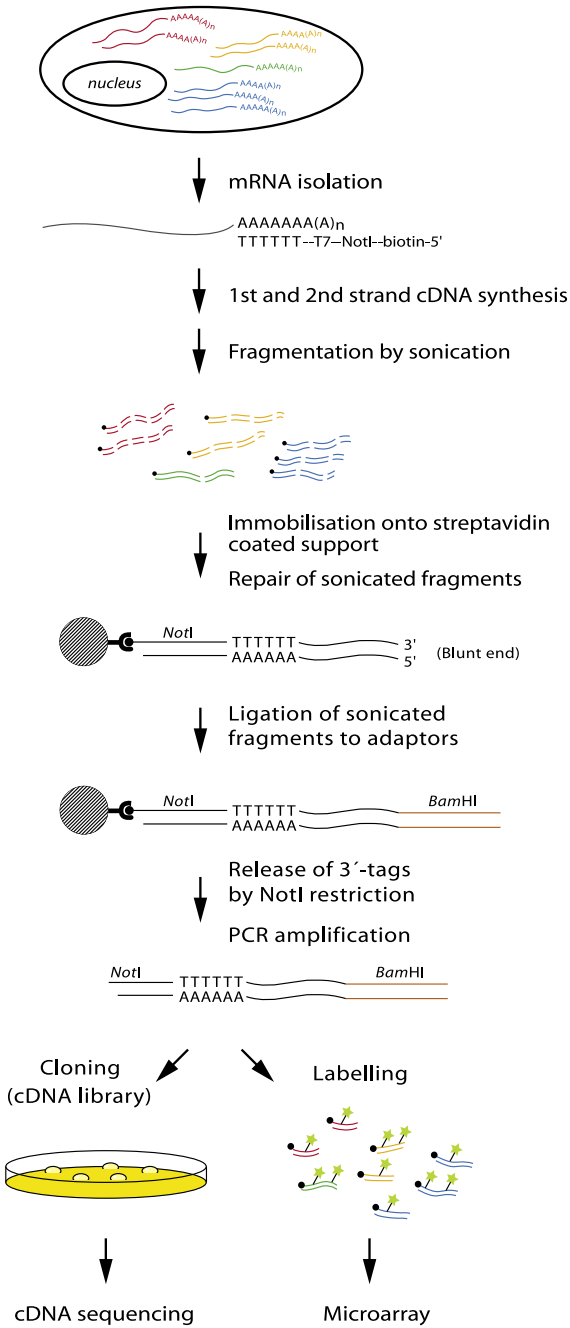 AAAAA(A)n
AAAA(A)n
AAAA(A)n
AAAA(A)n
AAAAA(A)n
nucleus
AAAA(A)n
AAAA(A)n
AAAAA(A)n
mRNA isolation
AAAAAAA(A)n
TTTTTT--T7--NotI--biotin-5'
1st and 2nd strand cDNA synthesis
Fragmentation by sonication
Immobilisation onto streptavidin
coated support
Repair of sonicated fragments
NotI
TTTTTT
3'
AAAAAA
5'
(Blunt end)
Ligation of sonicated
fragments to adaptors
NotI
TTTTTT
BamHI
AAAAAA
Release of 3´-tags
by NotI restriction
PCR amplification
NotI
TTTTTT
BamHI
AAAAAA
Cloning
(cDNA library)
Labelling
cDNA sequencing
Microarray